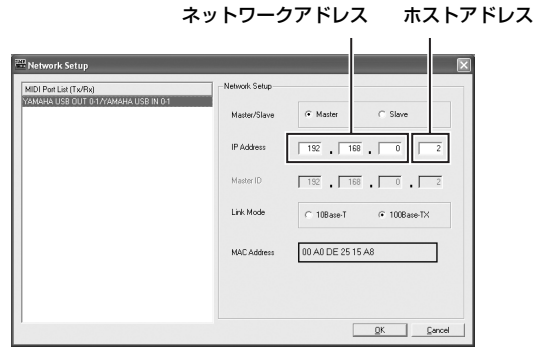 ネットワークアドレス ホストアドレス
Network Setup
MIDI Port List (Tx/Rx)
YAMAHA USB OUT 0-1/YAMAHA USB IN 0-1
Network Setup
Master/Slave Master Slave
IP Address 192 . 168 . 0 . 2
Master ID 192 . 168 . 0 . 2
Link Mode 10Base-T 100Base-TX
MAC Address 00 A0 DE 25 15 A8
OK Cancel